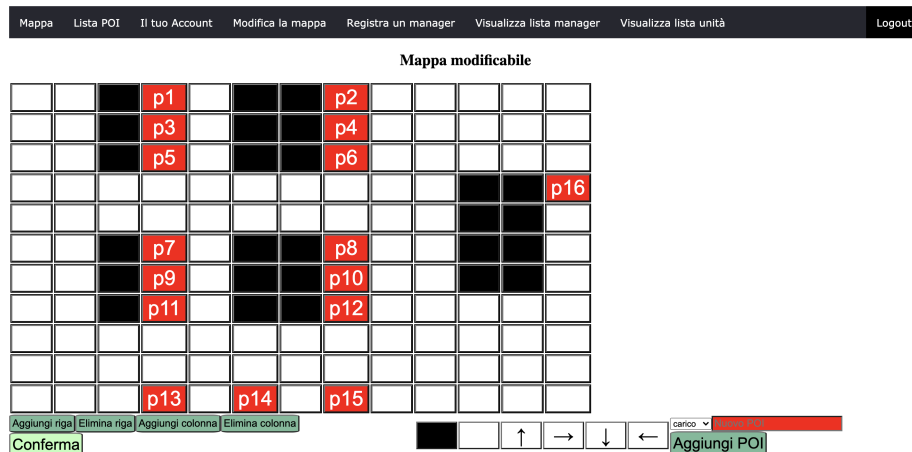 Mappa Lista POI Il tuo Account Modifica la mappa Registra un manager Visualizza lista manager Visualizza lista unità Logout
Mappa modificabile
p1 p2
p3 p4
p5 p6
p16
p7 p8
p9 p10
p11 p12
p13 p14 p15
Aggiungi riga Elimina riga Aggiungi colonna Elimina colonna
↑ → ↓ ← carico
Conferma Aggiungi POI